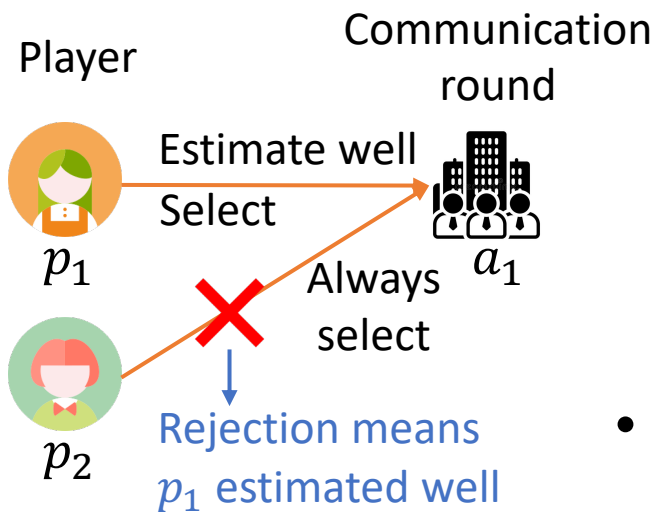 Player
Communication
round
Estimate well
Select
p₁
a₁
Always
select
p₂
Rejection means
p₁ estimated well
•